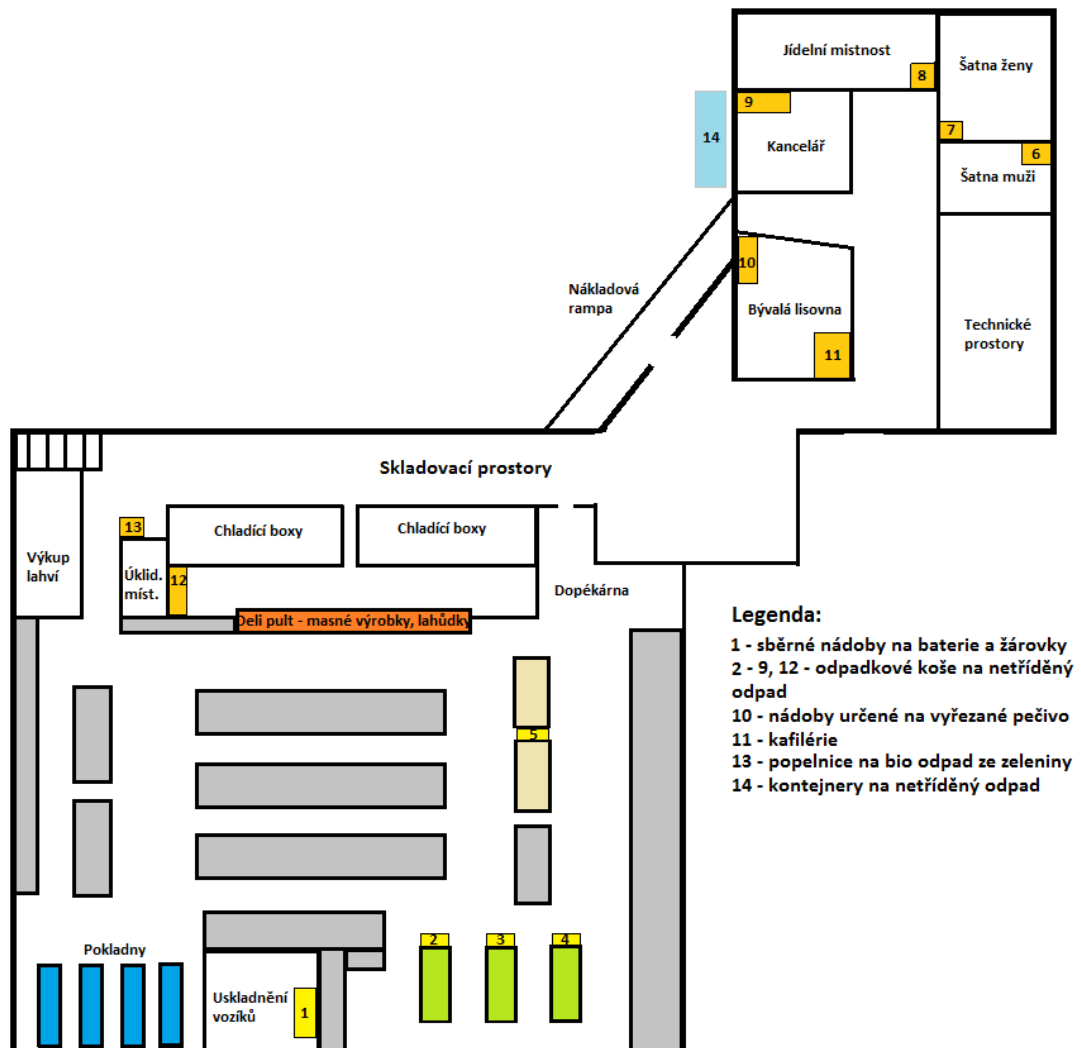 Jídelní mistnost
Šatna ženy
8
9
14
7
Kancelář
6
Šatna muži
10
Nákladová
rampa
Bývalá lisovna
Technické
prostory
11
Skladovací prostory
13
Chladící boxy
Chladící boxy
Výkup
lahví
Úklid.
míst.
12
Dopékárna
Deli pult - masné výrobky, lahůdky
Legenda:
1 - sběrné nádoby na baterie a žárovky
2 - 9, 12 - odpadkové koše na netříděný
odpad
10 - nádoby určené na vyřezané pečivo
11 - kafilérie
13 - popelnice na bio odpad ze zeleniny
14 - kontejnery na netříděný odpad
5
2
3
4
Pokladny
Uskladnění
vozíků
1